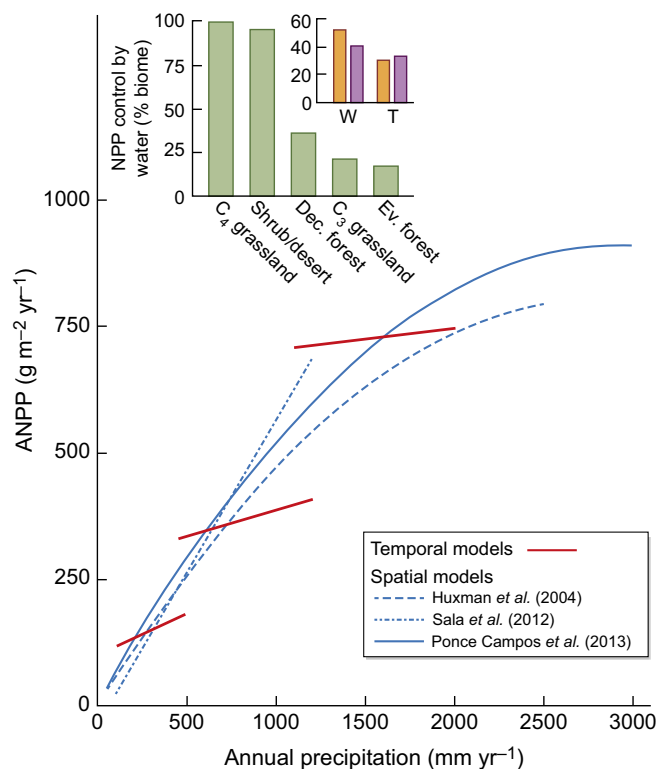 100
75
50
25
0
NPP control by
water (% biome)
C4 grassland
Shrub/desert
Dec. forest
C3 grassland
Ev. forest
60
40
20
0
W T
1000
750
500
250
0
ANPP (g m–2 yr–1)
0 500 1000 1500 2000 2500 3000
Annual precipitation (mm yr–1)
Temporal models
Spatial models
Huxman et al. (2004)
Sala et al. (2012)
Ponce Campos et al. (2013)